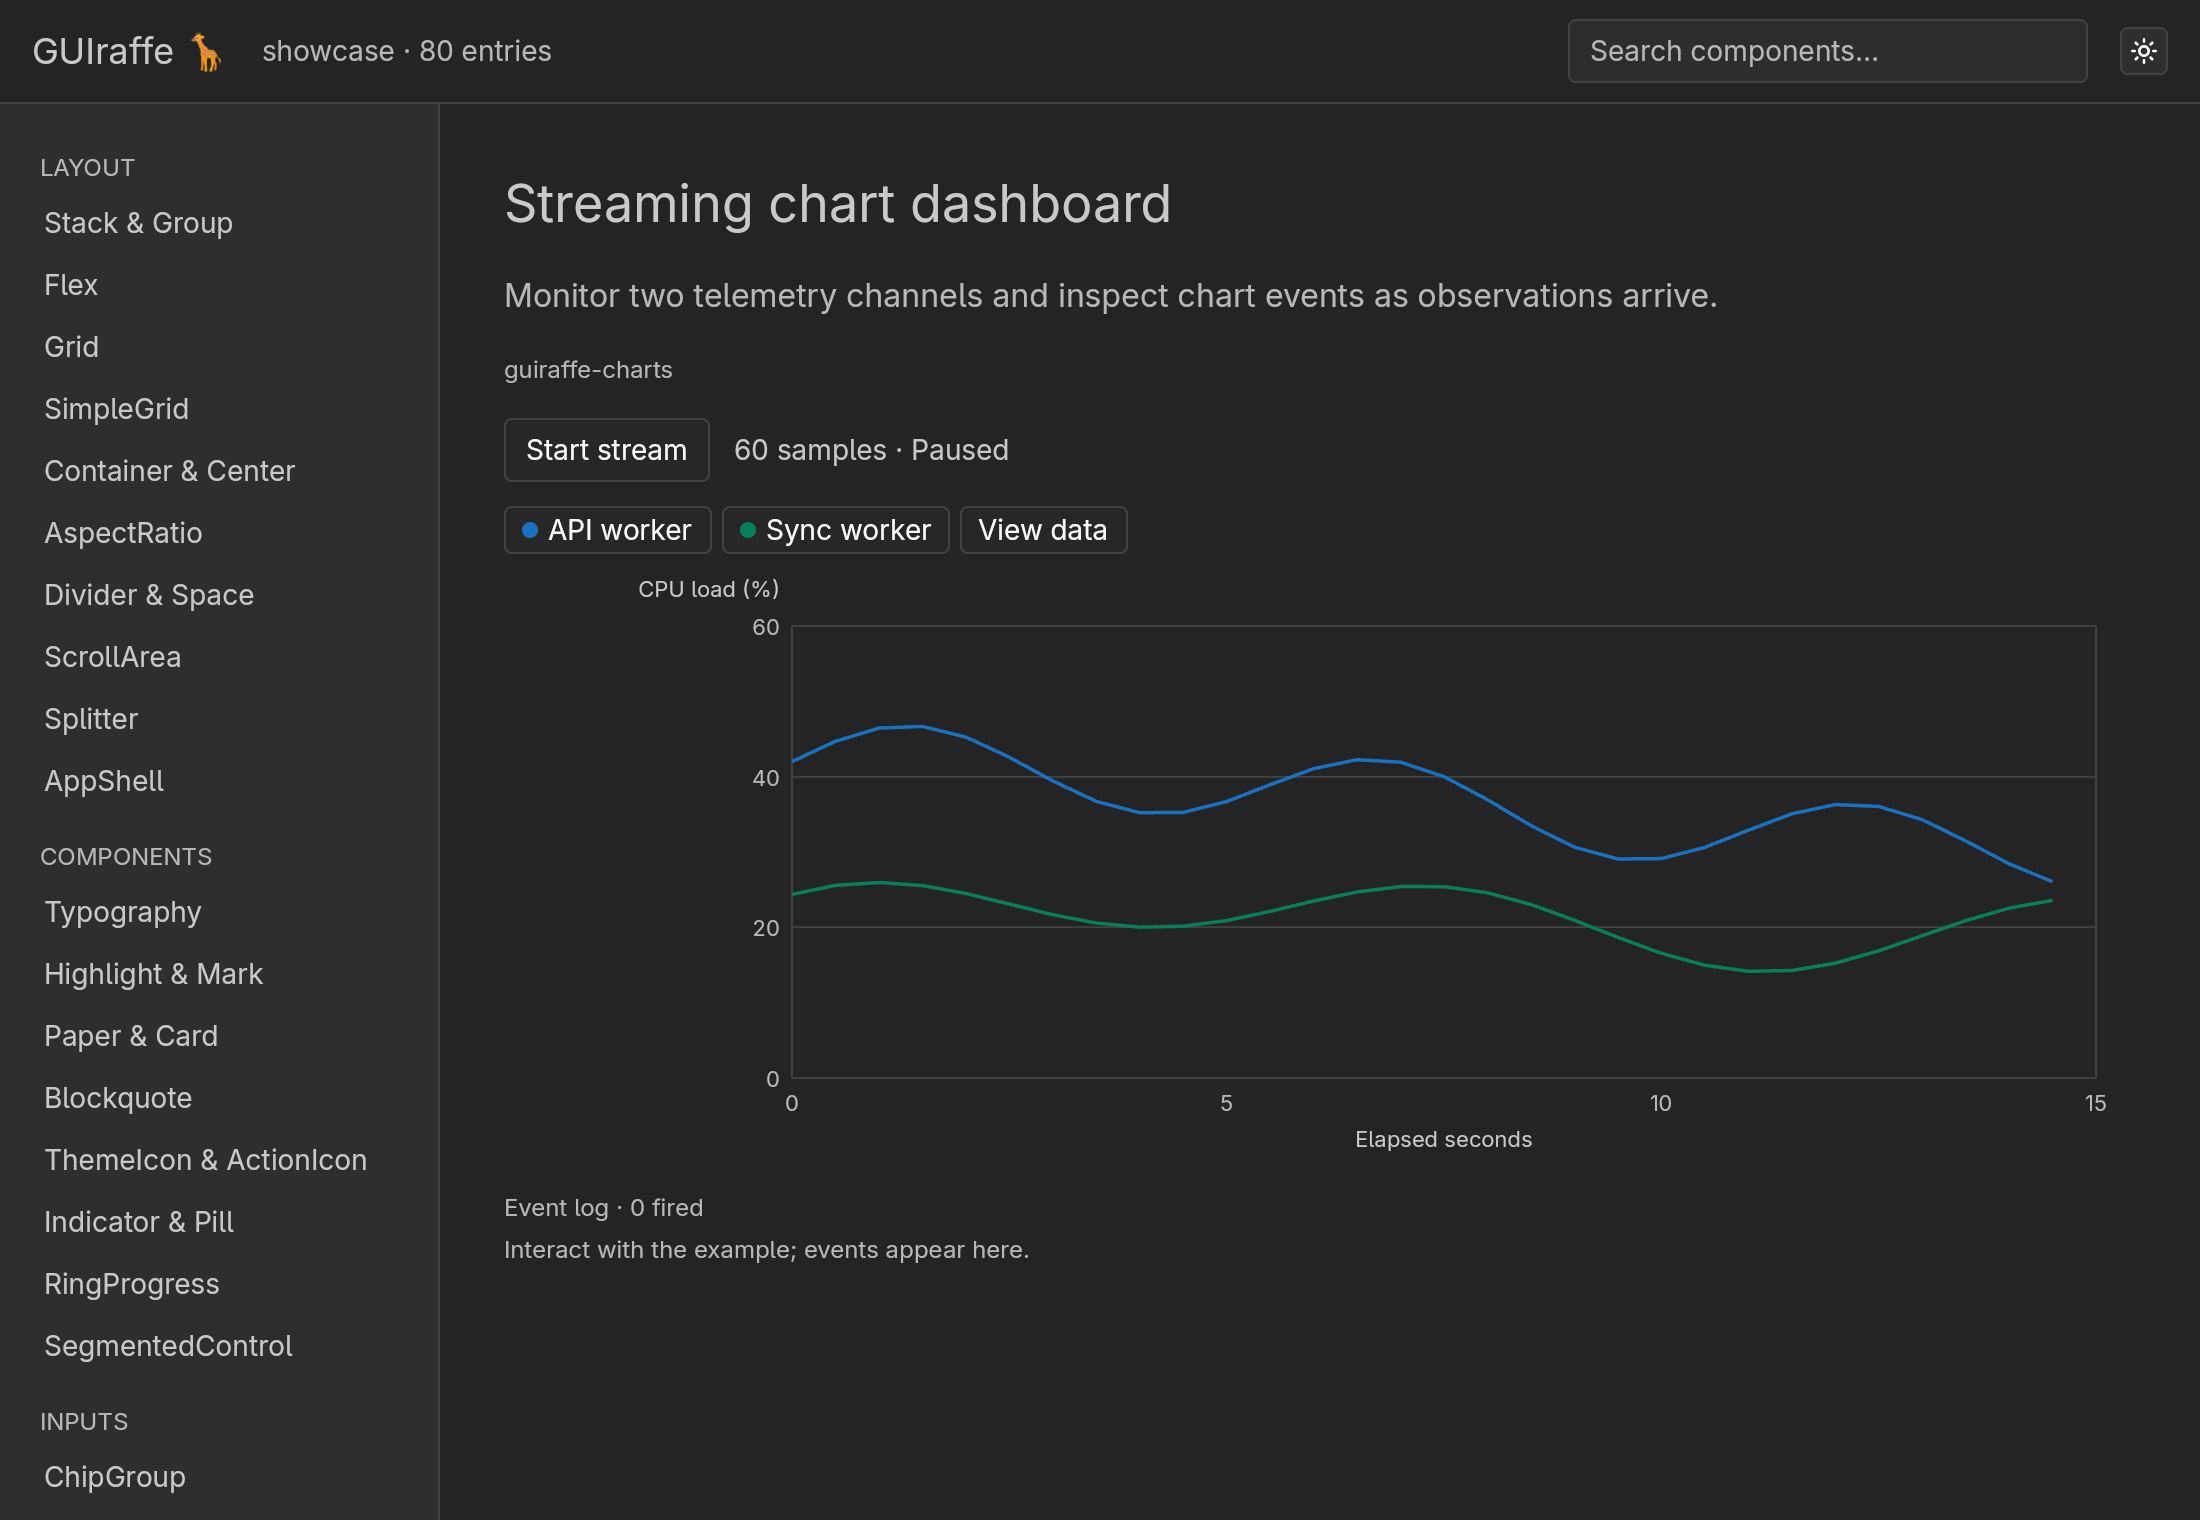 GUIraffe 🦒 showcase · 80 entries Search components...
LAYOUT
Stack & Group
Flex
Grid
SimpleGrid
Container & Center
AspectRatio
Divider & Space
ScrollArea
Splitter
AppShell
COMPONENTS
Typography
Highlight & Mark
Paper & Card
Blockquote
ThemeIcon & ActionIcon
Indicator & Pill
RingProgress
SegmentedControl
INPUTS
ChipGroup
Streaming chart dashboard
Monitor two telemetry channels and inspect chart events as observations arrive.
guiraffe-charts
Start stream 60 samples · Paused
API worker Sync worker View data
CPU load (%)
60
40
20
0
0 5 10 15
Elapsed seconds
Event log · 0 fired
Interact with the example; events appear here.